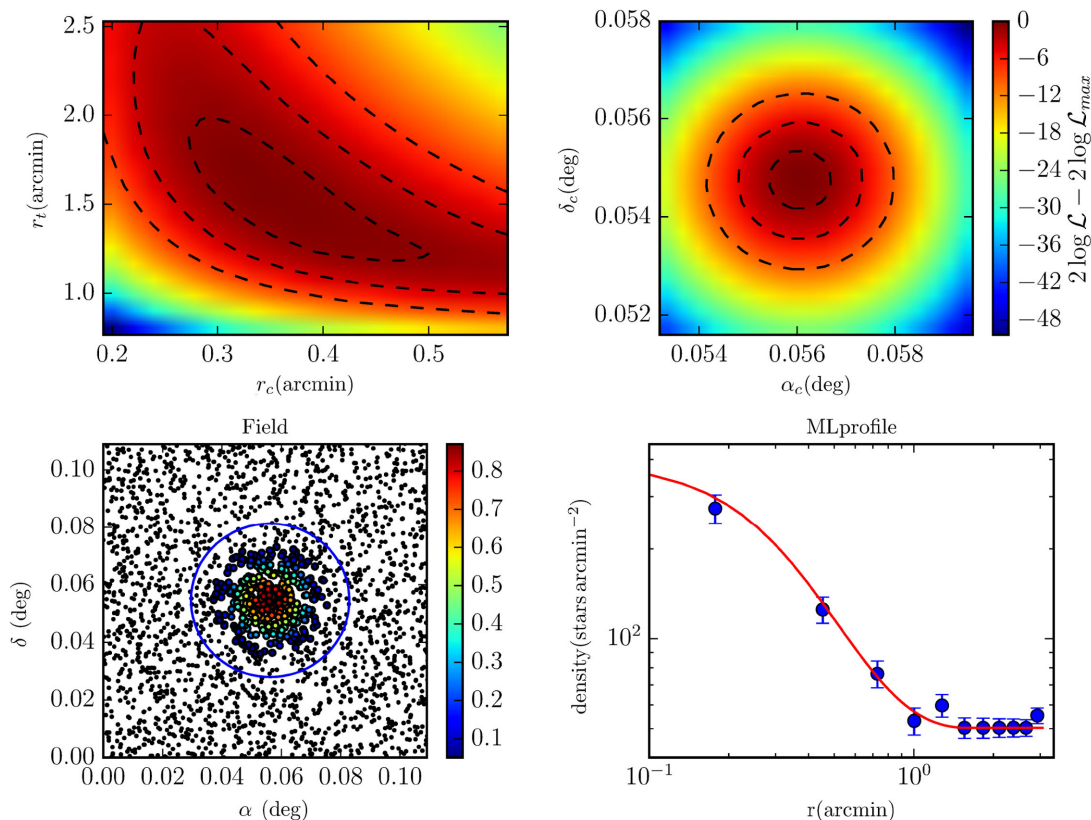 2.5
2.0
1.5
1.0
r_t(arcmin)
0.2 0.3 0.4 0.5
r_c(arcmin)
0.058
0.056
0.054
0.052
δ_c(deg)
0.054 0.056 0.058
α_c(deg)
0
−6
−12
−18
−24
−30
−36
−42
−48
2 log ℒ − 2 log ℒ_max
Field
0.10
0.08
0.06
0.04
0.02
0.00
δ (deg)
0.00 0.02 0.04 0.06 0.08 0.10
α (deg)
0.8
0.7
0.6
0.5
0.4
0.3
0.2
0.1
MLprofile
10^2
density(stars arcmin^−2)
10^−1 10^0
r(arcmin)